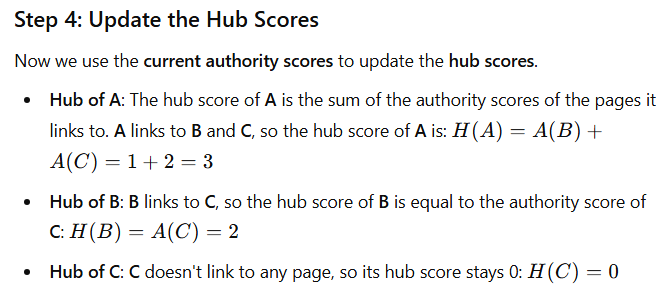 Step 4: Update the Hub Scores
Now we use the current authority scores to update the hub scores.
• Hub of A: The hub score of A is the sum of the authority scores of the pages it
links to. A links to B and C, so the hub score of A is: H(A) = A(B) +
A(C) = 1 + 2 = 3
• Hub of B: B links to C, so the hub score of B is equal to the authority score of
C: H(B) = A(C) = 2
• Hub of C: C doesn't link to any page, so its hub score stays 0: H(C) = 0